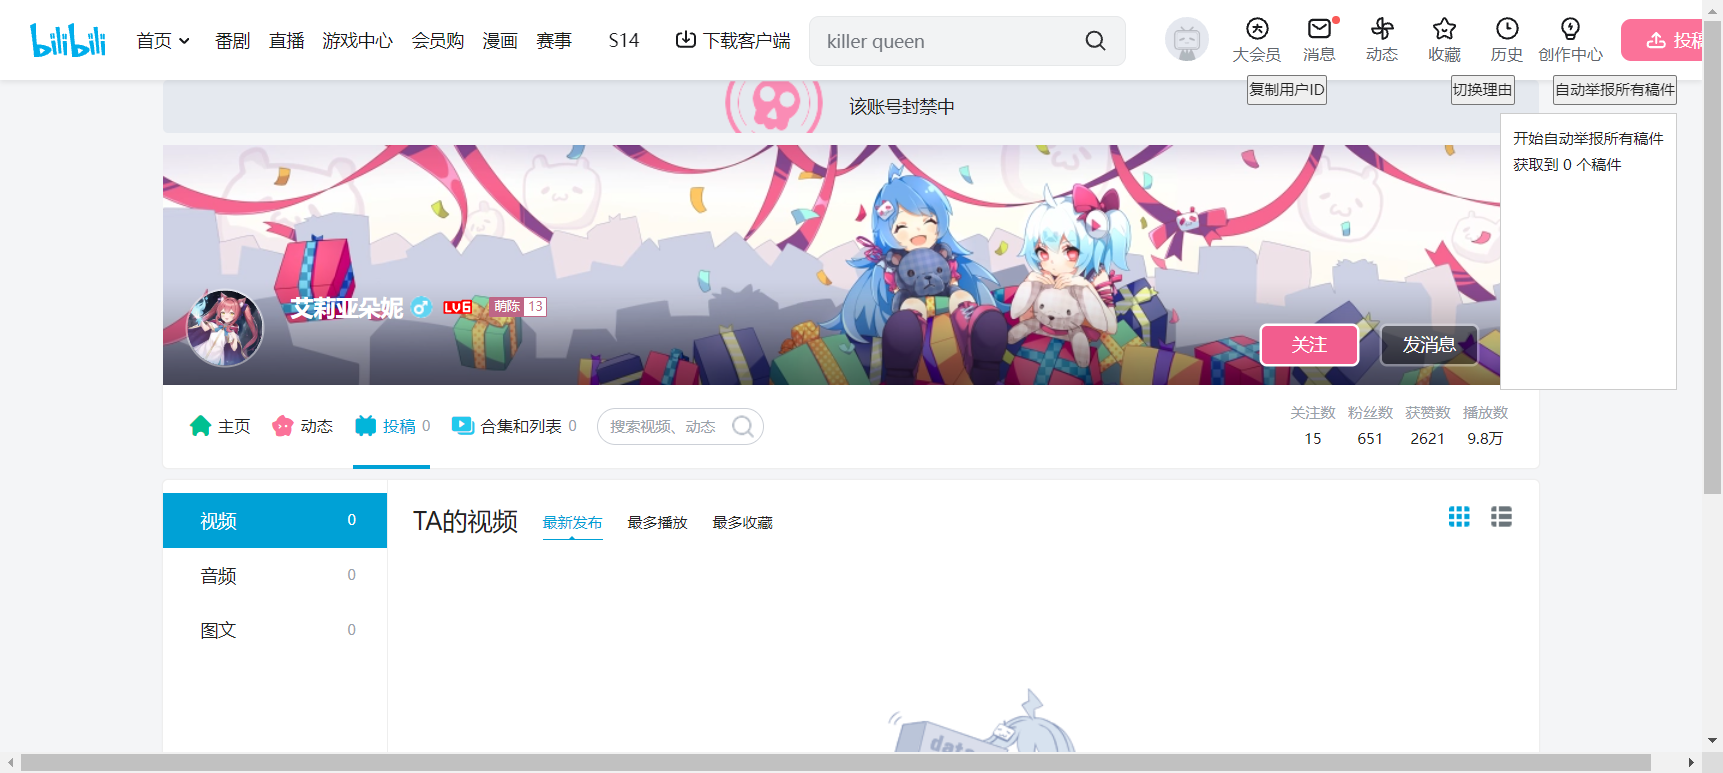 bilibili 首页 番剧 直播 游戏中心 会员购 漫画 赛事 S14 下载客户端 killer queen 大会员 消息 动态 收藏 历史 创作中心 投稿
复制用户ID 切换理由 自动举报所有稿件
该账号封禁中
开始自动举报所有稿件
获取到 0 个稿件
艾莉亚朵妮 LV6 萌陈 13
关注 发消息
主页 动态 投稿 0 合集和列表 0 搜索视频、动态
关注数 粉丝数 获赞数 播放数
15 651 2621 9.8万
视频 0
音频 0
图文 0
TA的视频 最新发布 最多播放 最多收藏
data